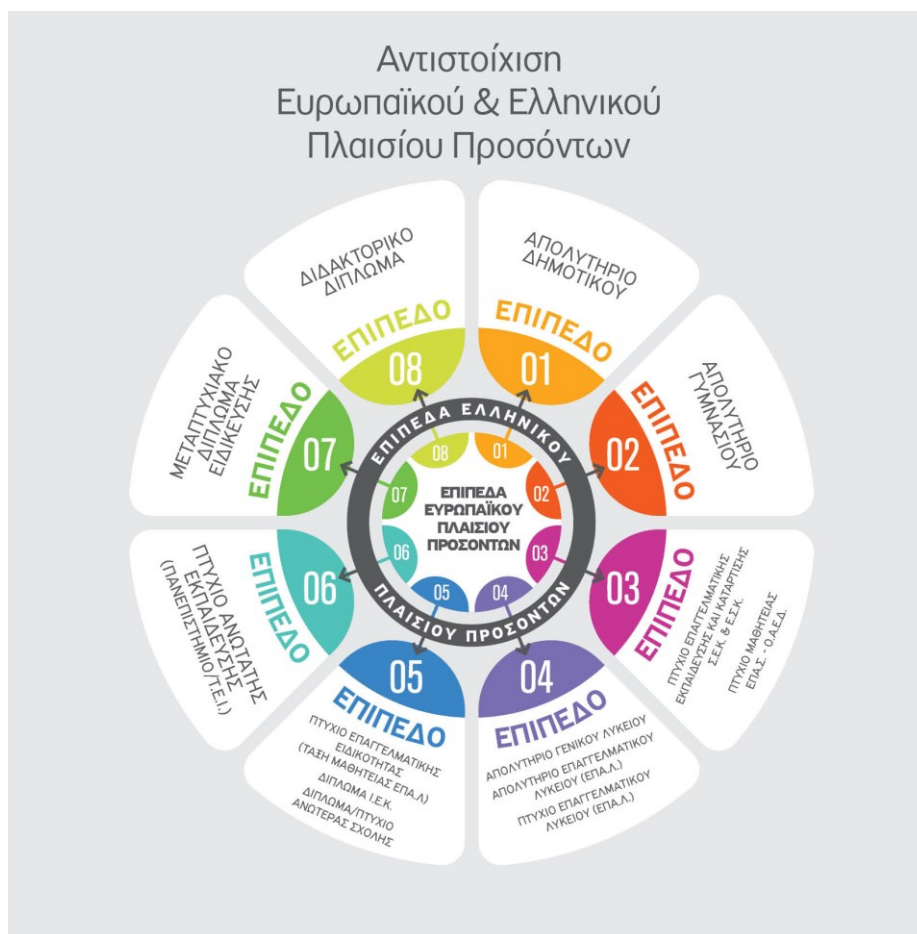 Αντιστοίχιση
Ευρωπαϊκού & Ελληνικού
Πλαισίου Προσόντων
ΑΠΟΛΥΤΗΡΙΟ
ΔΗΜΟΤΙΚΟΥ
ΕΠΙΠΕΔΟ
01
ΑΠΟΛΥΤΗΡΙΟ
ΓΥΜΝΑΣΙΟΥ
ΕΠΙΠΕΔΟ
02
ΠΤΥΧΙΟ ΕΠΑΓΓΕΛΜΑΤΙΚΗΣ
ΕΚΠΑΙΔΕΥΣΗΣ ΚΑΙ ΚΑΤΑΡΤΙΣΗΣ
Σ.Ε.Κ. & Ε.Σ.Κ.
ΠΤΥΧΙΟ ΜΑΘΗΤΕΙΑΣ
ΕΠΑ.Σ. - Ο.Α.Ε.Δ.
ΕΠΙΠΕΔΟ
03
04
ΕΠΙΠΕΔΟ
ΑΠΟΛΥΤΗΡΙΟ ΓΕΝΙΚΟΥ ΛΥΚΕΙΟΥ
ΑΠΟΛΥΤΗΡΙΟ ΕΠΑΓΓΕΛΜΑΤΙΚΟΥ
ΛΥΚΕΙΟΥ (ΕΠΑ.Λ.)
ΠΤΥΧΙΟ ΕΠΑΓΓΕΛΜΑΤΙΚΟΥ
ΛΥΚΕΙΟΥ (ΕΠΑ.Λ.)
05
ΕΠΙΠΕΔΟ
ΠΤΥΧΙΟ ΕΠΑΓΓΕΛΜΑΤΙΚΗΣ
ΕΙΔΙΚΟΤΗΤΑΣ
(ΤΑΞΗ ΜΑΘΗΤΕΙΑΣ ΕΠΑ.Λ)
ΔΙΠΛΩΜΑ Ι.Ε.Κ.
ΔΙΠΛΩΜΑ/ΠΤΥΧΙΟ
ΑΝΩΤΕΡΑΣ ΣΧΟΛΗΣ
ΠΤΥΧΙΟ ΑΝΩΤΑΤΗΣ
ΕΚΠΑΙΔΕΥΣΗΣ
(ΠΑΝΕΠΙΣΤΗΜΙΟ/Τ.Ε.Ι.)
ΕΠΙΠΕΔΟ
06
ΜΕΤΑΠΤΥΧΙΑΚΟ
ΔΙΠΛΩΜΑ
ΕΙΔΙΚΕΥΣΗΣ
ΕΠΙΠΕΔΟ
07
ΔΙΔΑΚΤΟΡΙΚΟ
ΔΙΠΛΩΜΑ
ΕΠΙΠΕΔΟ
08
ΕΠΙΠΕΔΑ ΕΛΛΗΝΙΚΟΥ
ΠΛΑΙΣΙΟΥ ΠΡΟΣΟΝΤΩΝ
01
02
03
04
05
06
07
08
ΕΠΙΠΕΔΑ
ΕΥΡΩΠΑΪΚΟΥ
ΠΛΑΙΣΙΟΥ
ΠΡΟΣΟΝΤΩΝ